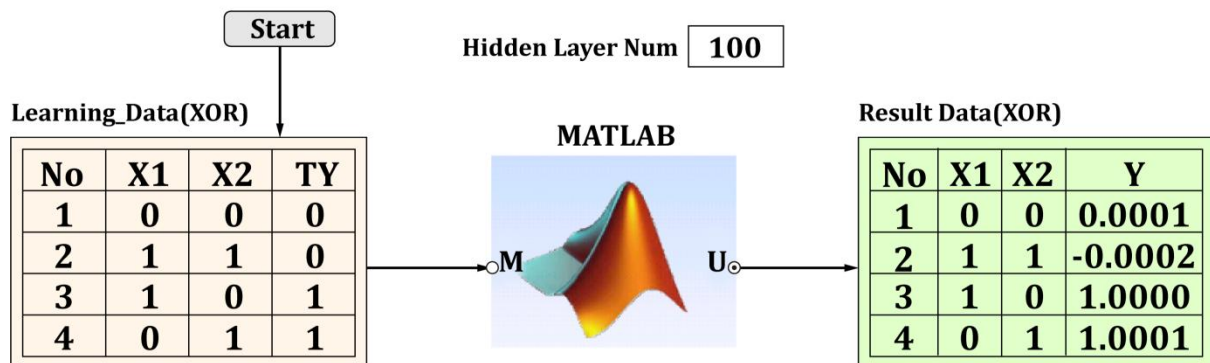 Start
Hidden Layer Num 100
Learning_Data(XOR)
No X1 X2 TY
1 0 0 0
2 1 1 0
3 1 0 1
4 0 1 1
MATLAB
M U
Result Data(XOR)
No X1 X2 Y
1 0 0 0.0001
2 1 1 -0.0002
3 1 0 1.0000
4 0 1 1.0001